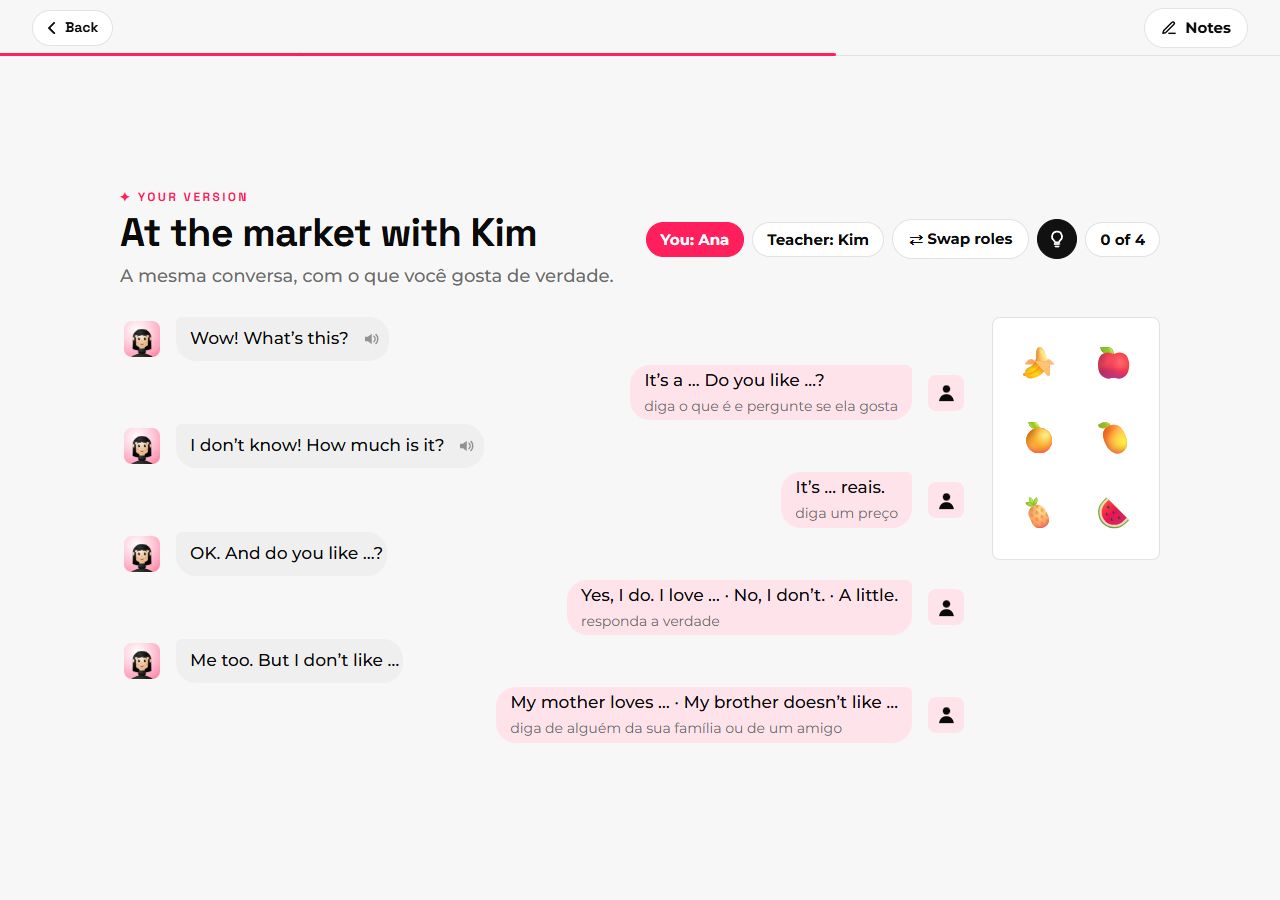 Back
Notes
YOUR VERSION
At the market with Kim
A mesma conversa, com o que você gosta de verdade.
You: Ana
Teacher: Kim
⇄ Swap roles
0 of 4
Wow! What’s this?
It’s a ... Do you like ...?
diga o que é e pergunte se ela gosta
I don’t know! How much is it?
It’s ... reais.
diga um preço
OK. And do you like ...?
Yes, I do. I love ... · No, I don’t. · A little.
responda a verdade
Me too. But I don’t like ...
My mother loves ... · My brother doesn’t like ...
diga de alguém da sua família ou de um amigo